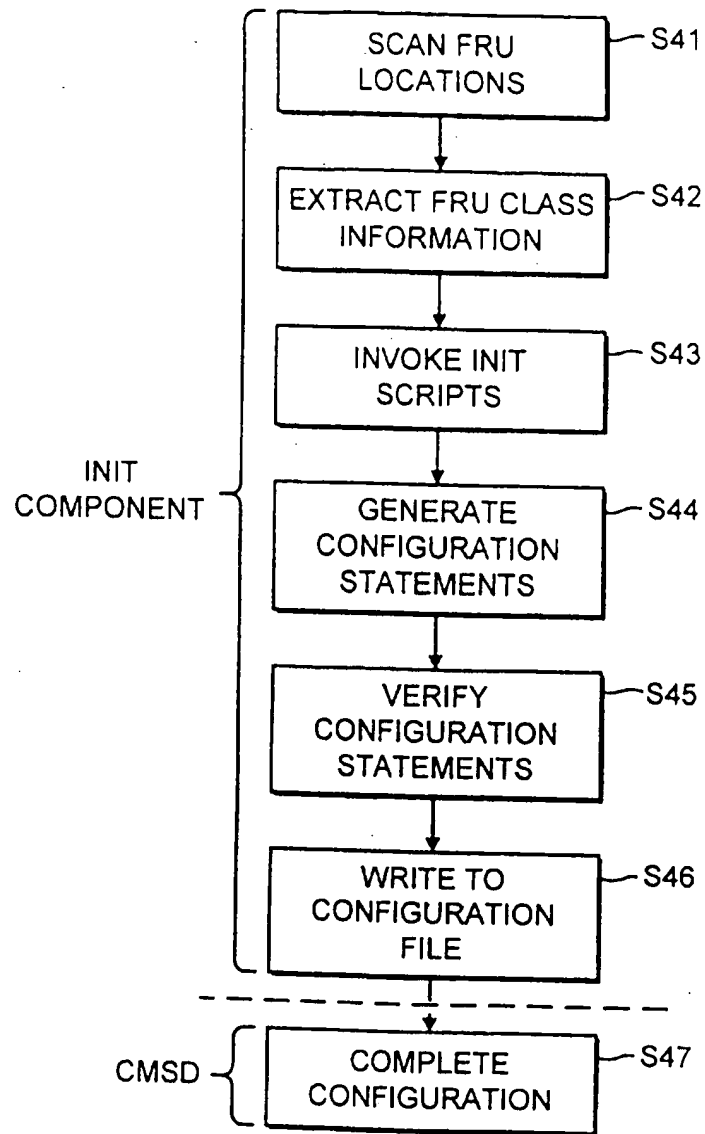 SCAN FRU
LOCATIONS
S41
EXTRACT FRU CLASS
INFORMATION
S42
INVOKE INIT
SCRIPTS
S43
INIT
COMPONENT
GENERATE
CONFIGURATION
STATEMENTS
S44
VERIFY
CONFIGURATION
STATEMENTS
S45
WRITE TO
CONFIGURATION
FILE
S46
CMSD
COMPLETE
CONFIGURATION
S47